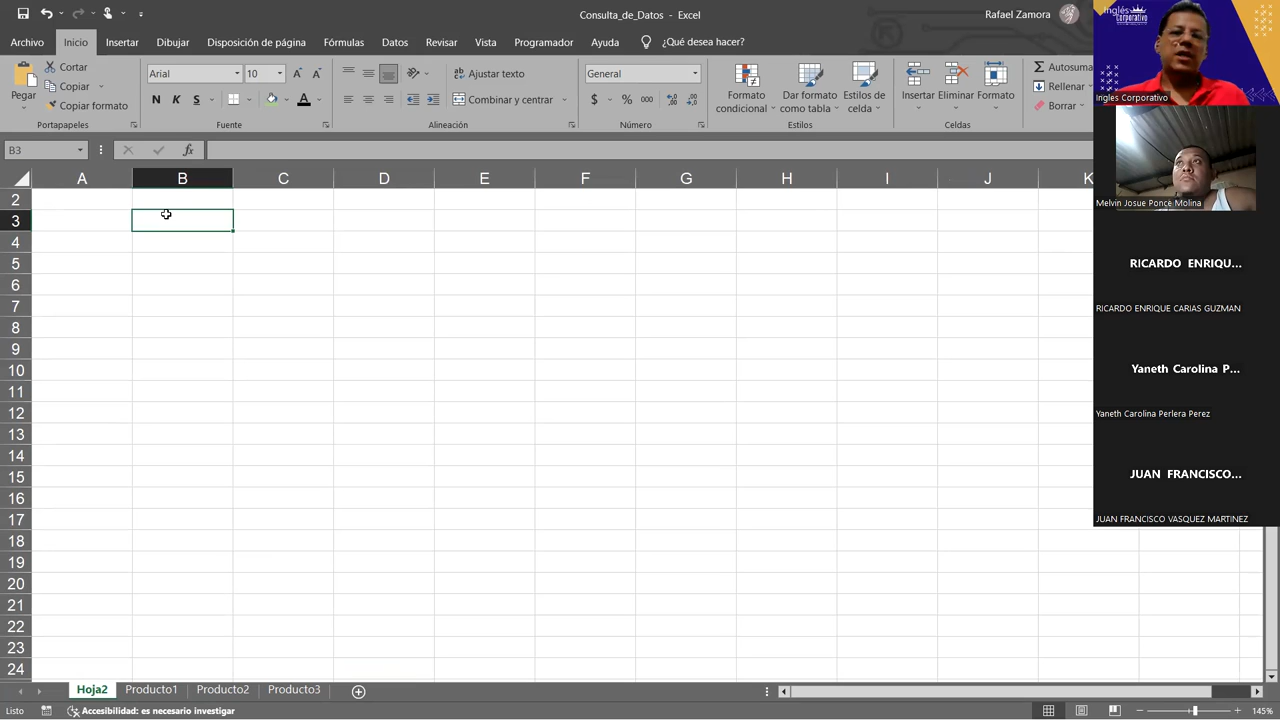 Consulta_de_Datos - Excel
Rafael Zamora
Archivo Inicio Insertar Dibujar Disposición de página Fórmulas Datos Revisar Vista Programador Ayuda ¿Qué desea hacer?
Pegar
Cortar
Copiar
Copiar formato
Portapapeles
Arial 10
N K S
Fuente
Ajustar texto
Combinar y centrar
Alineación
General
$ % 000
Número
Formato condicional
Dar formato como tabla
Estilos de celda
Estilos
Insertar Eliminar Formato
Celdas
Autosuma
Rellenar
Borrar
B3
fx
A B C D E F G H I J K
2
3
4
5
6
7
8
9
10
11
12
13
14
15
16
17
18
19
20
21
22
23
24
Inglés Corporativo
Ingles Corporativo
Melvin Josue Ponce Molina
RICARDO ENRIQU...
RICARDO ENRIQUE CARIAS GUZMAN
Yaneth Carolina P...
Yaneth Carolina Perlera Perez
JUAN FRANCISCO...
JUAN FRANCISCO VASQUEZ MARTINEZ
Hoja2 Producto1 Producto2 Producto3
Listo
Accesibilidad: es necesario investigar
145%